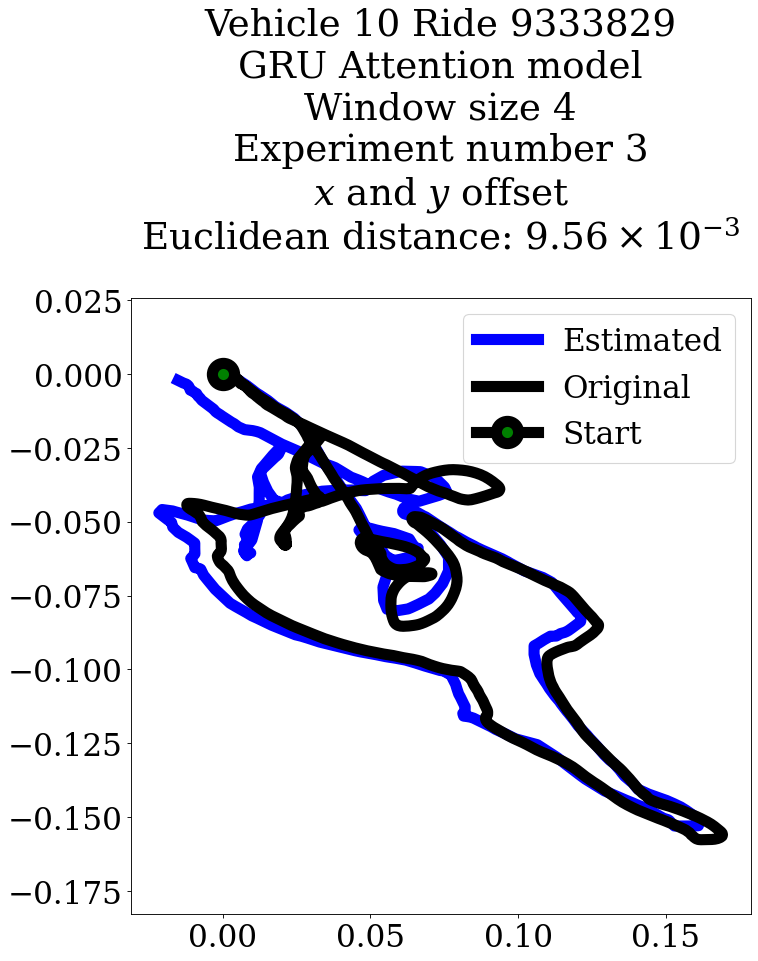 Vehicle 10 Ride 9333829
GRU Attention model
Window size 4
Experiment number 3
x and y offset
Euclidean distance: 9.56 × 10⁻³
Estimated
Original
Start
0.025
0.000
−0.025
−0.050
−0.075
−0.100
−0.125
−0.150
−0.175
0.00 0.05 0.10 0.15